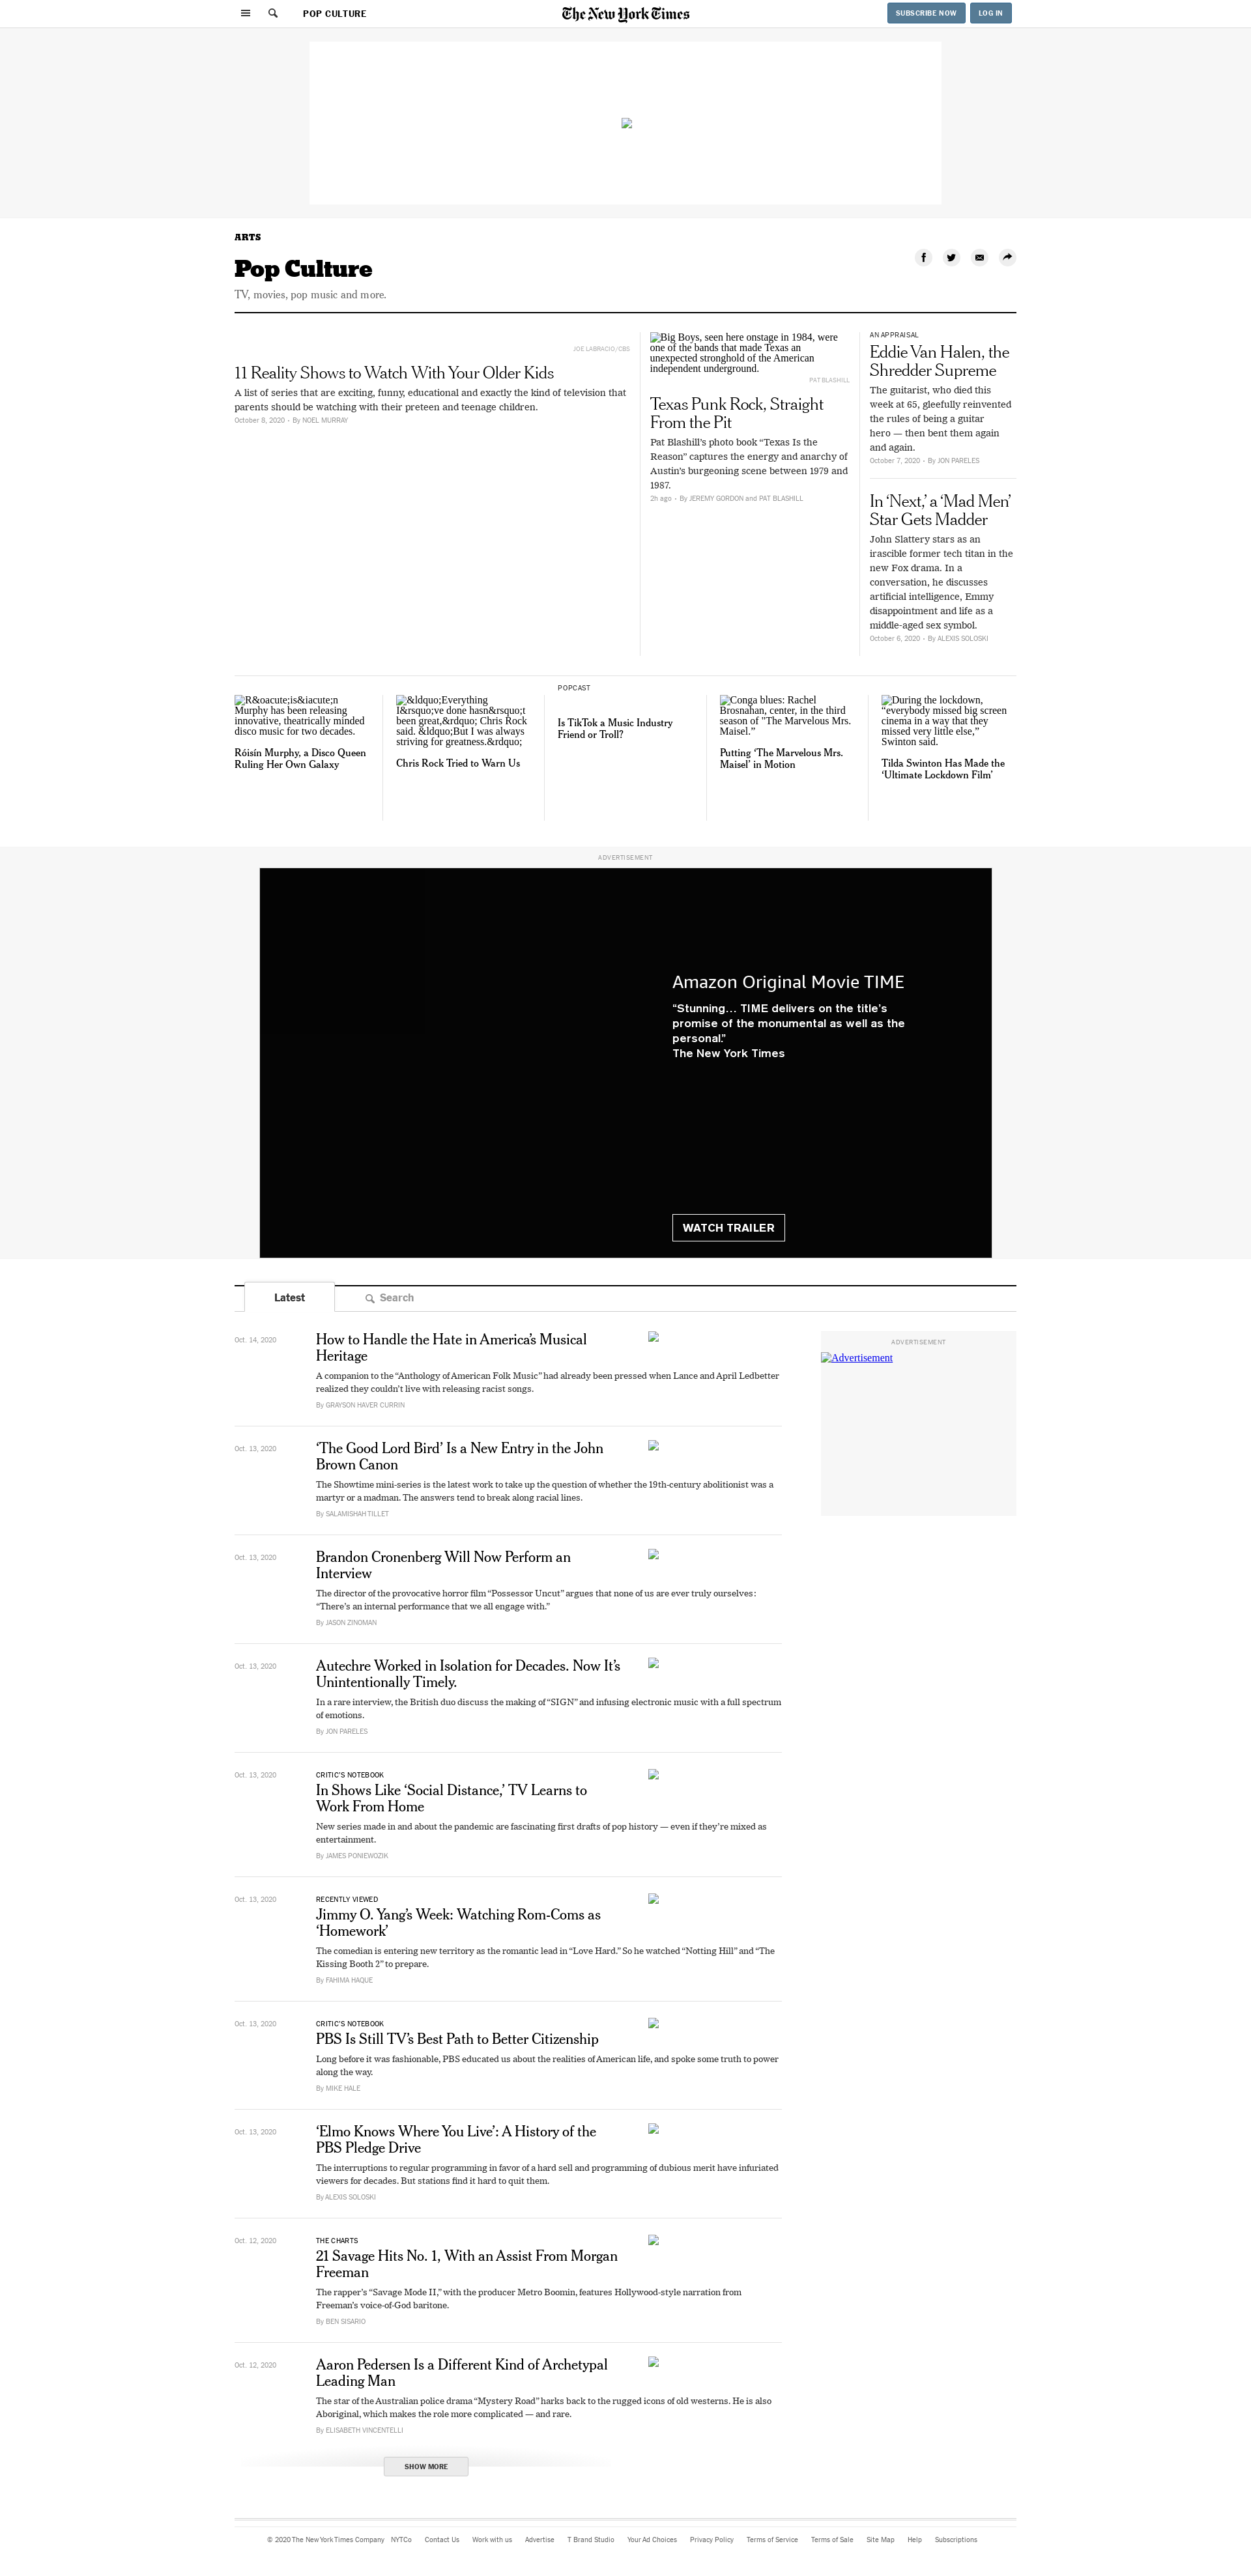 POP CULTURE
The New York Times
SUBSCRIBE NOW
LOG IN
ARTS
Pop Culture
TV, movies, pop music and more.
JOE LABRACIO/CBS
11 Reality Shows to Watch With Your Older Kids
A list of series that are exciting, funny, educational and exactly the kind of television that
parents should be watching with their preteen and teenage children.
October 8, 2020 • By NOEL MURRAY
Big Boys, seen here onstage in 1984, were
one of the bands that made Texas an
unexpected stronghold of the American
independent underground.
PAT BLASHILL
Texas Punk Rock, Straight
From the Pit
Pat Blashill’s photo book “Texas Is the
Reason” captures the energy and anarchy of
Austin’s burgeoning scene between 1979 and
1987.
2h ago • By JEREMY GORDON and PAT BLASHILL
AN APPRAISAL
Eddie Van Halen, the
Shredder Supreme
The guitarist, who died this
week at 65, gleefully reinvented
the rules of being a guitar
hero — then bent them again
and again.
October 7, 2020 • By JON PARELES
In ‘Next,’ a ‘Mad Men’
Star Gets Madder
John Slattery stars as an
irascible former tech titan in the
new Fox drama. In a
conversation, he discusses
artificial intelligence, Emmy
disappointment and life as a
middle-aged sex symbol.
October 6, 2020 • By ALEXIS SOLOSKI
R&oacute;is&iacute;n
Murphy has been releasing
innovative, theatrically minded
disco music for two decades.
Róisín Murphy, a Disco Queen
Ruling Her Own Galaxy
&ldquo;Everything
I&rsquo;ve done hasn&rsquo;t
been great,&rdquo; Chris Rock
said. &ldquo;But I was always
striving for greatness.&rdquo;
Chris Rock Tried to Warn Us
POPCAST
Is TikTok a Music Industry
Friend or Troll?
Conga blues: Rachel
Brosnahan, center, in the third
season of "The Marvelous Mrs.
Maisel.”
Putting ‘The Marvelous Mrs.
Maisel’ in Motion
During the lockdown,
“everybody missed big screen
cinema in a way that they
missed very little else,”
Swinton said.
Tilda Swinton Has Made the
‘Ultimate Lockdown Film’
ADVERTISEMENT
Amazon Original Movie TIME
“Stunning… TIME delivers on the title’s
promise of the monumental as well as the
personal.”
The New York Times
WATCH TRAILER
Latest
Search
Oct. 14, 2020
How to Handle the Hate in America’s Musical
Heritage
A companion to the “Anthology of American Folk Music” had already been pressed when Lance and April Ledbetter
realized they couldn’t live with releasing racist songs.
By GRAYSON HAVER CURRIN
ADVERTISEMENT
Advertisement
Oct. 13, 2020
‘The Good Lord Bird’ Is a New Entry in the John
Brown Canon
The Showtime mini-series is the latest work to take up the question of whether the 19th-century abolitionist was a
martyr or a madman. The answers tend to break along racial lines.
By SALAMISHAH TILLET
Oct. 13, 2020
Brandon Cronenberg Will Now Perform an
Interview
The director of the provocative horror film “Possessor Uncut” argues that none of us are ever truly ourselves:
“There’s an internal performance that we all engage with.”
By JASON ZINOMAN
Oct. 13, 2020
Autechre Worked in Isolation for Decades. Now It’s
Unintentionally Timely.
In a rare interview, the British duo discuss the making of “SIGN” and infusing electronic music with a full spectrum
of emotions.
By JON PARELES
Oct. 13, 2020
CRITIC’S NOTEBOOK
In Shows Like ‘Social Distance,’ TV Learns to
Work From Home
New series made in and about the pandemic are fascinating first drafts of pop history — even if they’re mixed as
entertainment.
By JAMES PONIEWOZIK
Oct. 13, 2020
RECENTLY VIEWED
Jimmy O. Yang’s Week: Watching Rom-Coms as
‘Homework’
The comedian is entering new territory as the romantic lead in “Love Hard.” So he watched “Notting Hill” and “The
Kissing Booth 2” to prepare.
By FAHIMA HAQUE
Oct. 13, 2020
CRITIC’S NOTEBOOK
PBS Is Still TV’s Best Path to Better Citizenship
Long before it was fashionable, PBS educated us about the realities of American life, and spoke some truth to power
along the way.
By MIKE HALE
Oct. 13, 2020
‘Elmo Knows Where You Live’: A History of the
PBS Pledge Drive
The interruptions to regular programming in favor of a hard sell and programming of dubious merit have infuriated
viewers for decades. But stations find it hard to quit them.
By ALEXIS SOLOSKI
Oct. 12, 2020
THE CHARTS
21 Savage Hits No. 1, With an Assist From Morgan
Freeman
The rapper’s “Savage Mode II,” with the producer Metro Boomin, features Hollywood-style narration from
Freeman’s voice-of-God baritone.
By BEN SISARIO
Oct. 12, 2020
Aaron Pedersen Is a Different Kind of Archetypal
Leading Man
The star of the Australian police drama “Mystery Road” harks back to the rugged icons of old westerns. He is also
Aboriginal, which makes the role more complicated — and rare.
By ELISABETH VINCENTELLI
SHOW MORE
© 2020 The New York Times Company NYTCo Contact Us Work with us Advertise T Brand Studio Your Ad Choices Privacy Policy Terms of Service Terms of Sale Site Map Help Subscriptions